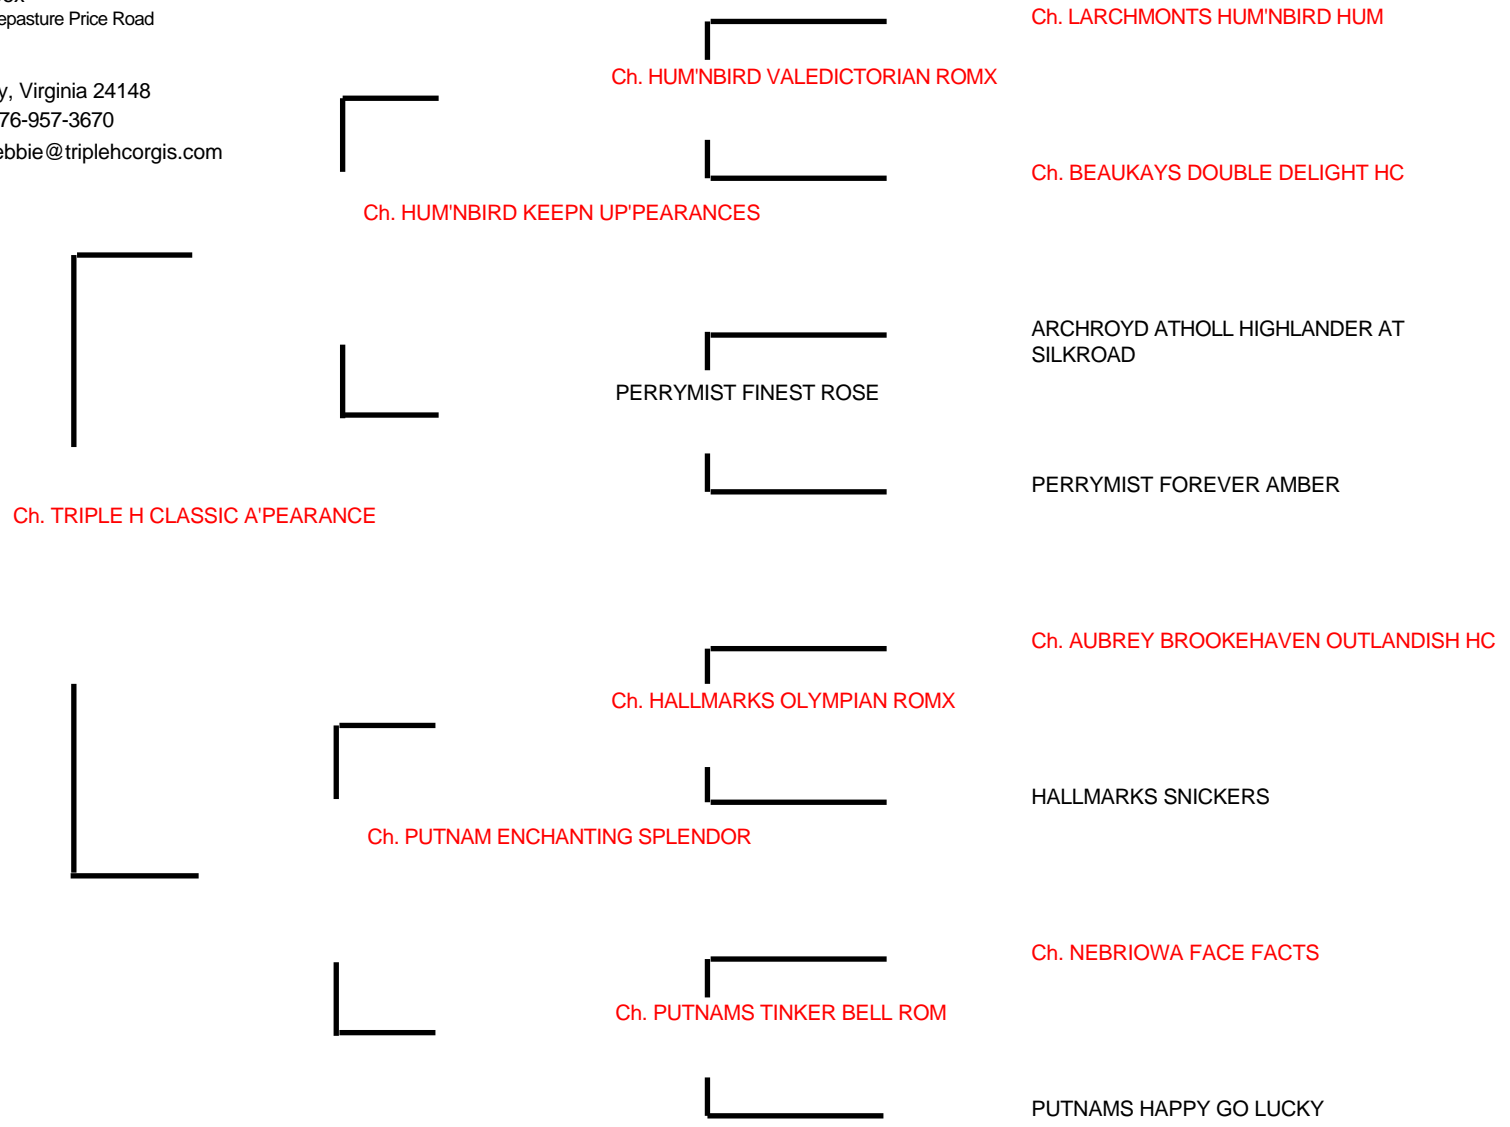 epasture Price Road
y, Virginia 24148
76-957-3670
ebbie@triplehcorgis.com
Ch. LARCHMONTS HUM'NBIRD HUM
Ch. HUM'NBIRD VALEDICTORIAN ROMX
Ch. BEAUKAYS DOUBLE DELIGHT HC
Ch. HUM'NBIRD KEEPN UP'PEARANCES
ARCHROYD ATHOLL HIGHLANDER AT
SILKROAD
PERRYMIST FINEST ROSE
PERRYMIST FOREVER AMBER
Ch. TRIPLE H CLASSIC A'PEARANCE
Ch. AUBREY BROOKEHAVEN OUTLANDISH HC
Ch. HALLMARKS OLYMPIAN ROMX
HALLMARKS SNICKERS
Ch. PUTNAM ENCHANTING SPLENDOR
Ch. NEBRIOWA FACE FACTS
Ch. PUTNAMS TINKER BELL ROM
PUTNAMS HAPPY GO LUCKY